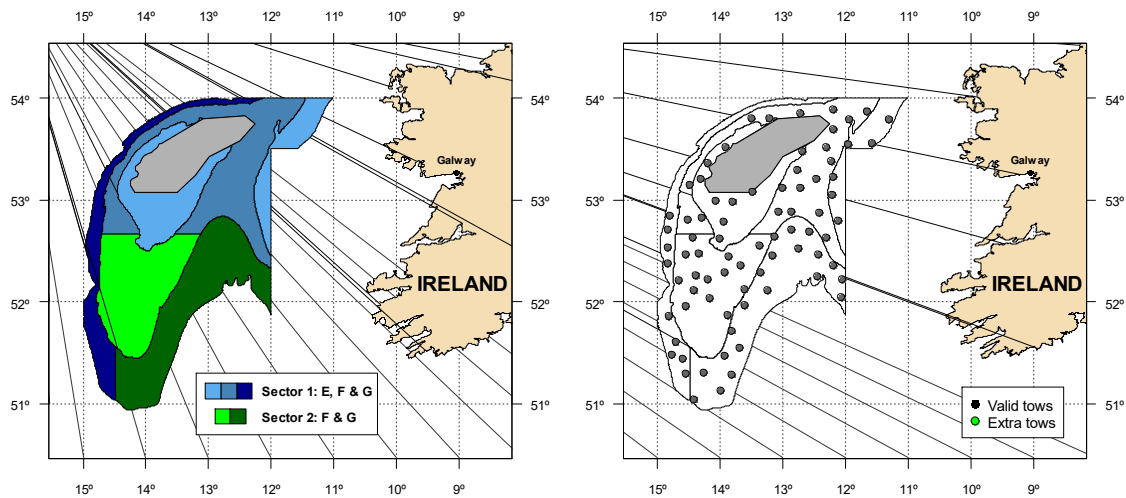 15º 14º 13º 12º 11º 10º 9º
54º
53º
52º
51º
Galway
IRELAND
Sector 1: E, F & G
Sector 2: F & G
15º 14º 13º 12º 11º 10º 9º
15º 14º 13º 12º 11º 10º 9º
54º
53º
52º
51º
Galway
IRELAND
Valid tows
Extra tows
15º 14º 13º 12º 11º 10º 9º